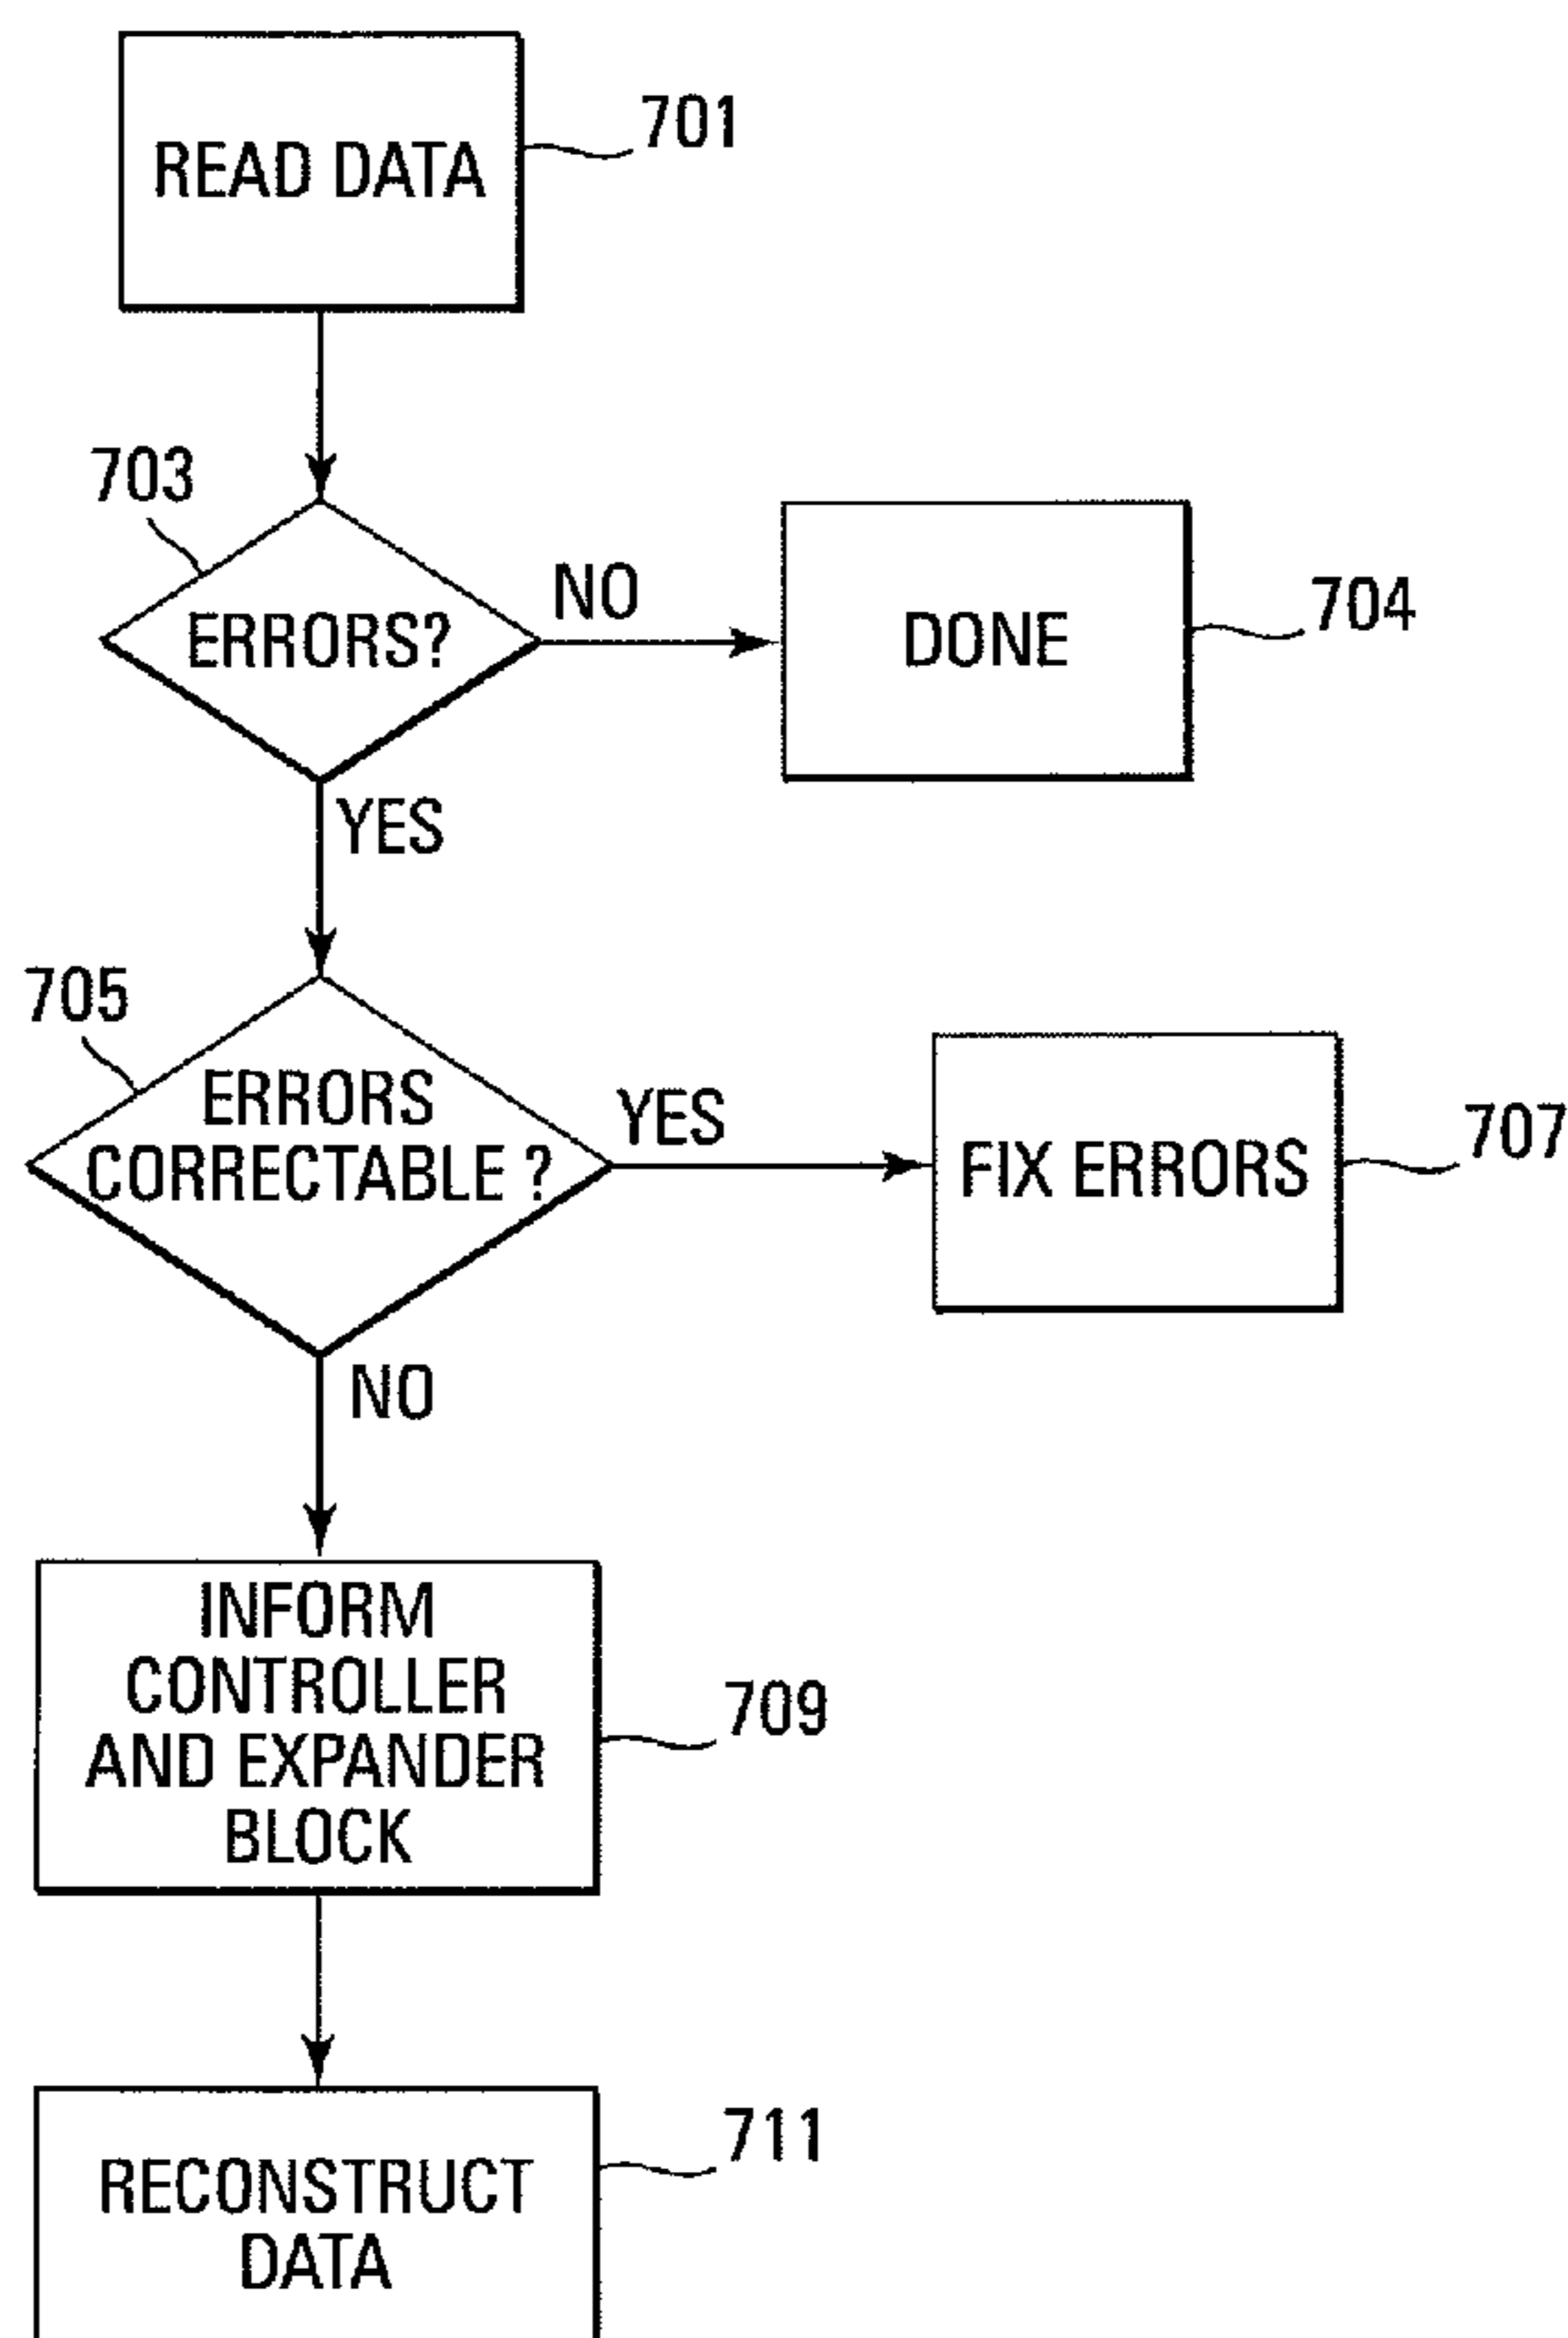 READ DATA
701
703
ERRORS?
NO
DONE
704
YES
705
ERRORS
CORRECTABLE ?
YES
FIX ERRORS
707
NO
INFORM
CONTROLLER
AND EXPANDER
BLOCK
709
RECONSTRUCT
DATA
711